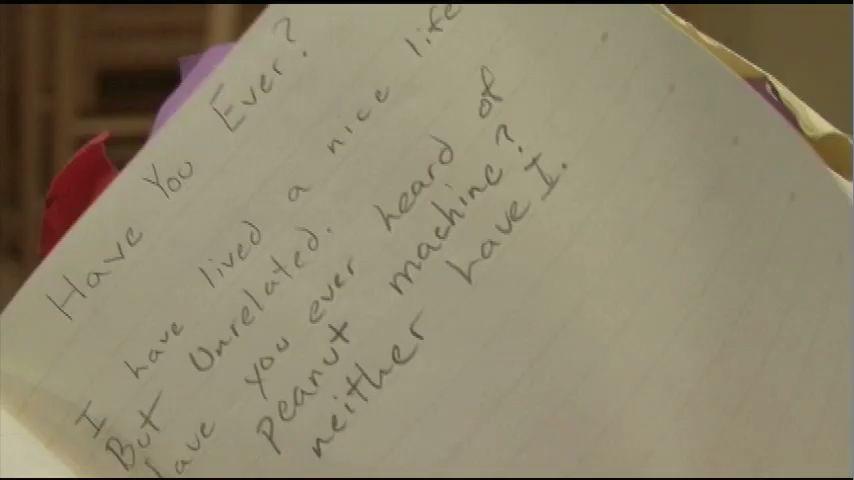 Have You Ever?
I have lived a nice life
But Unrelated.
have you ever heard of
Peanut machine?
neither have I.